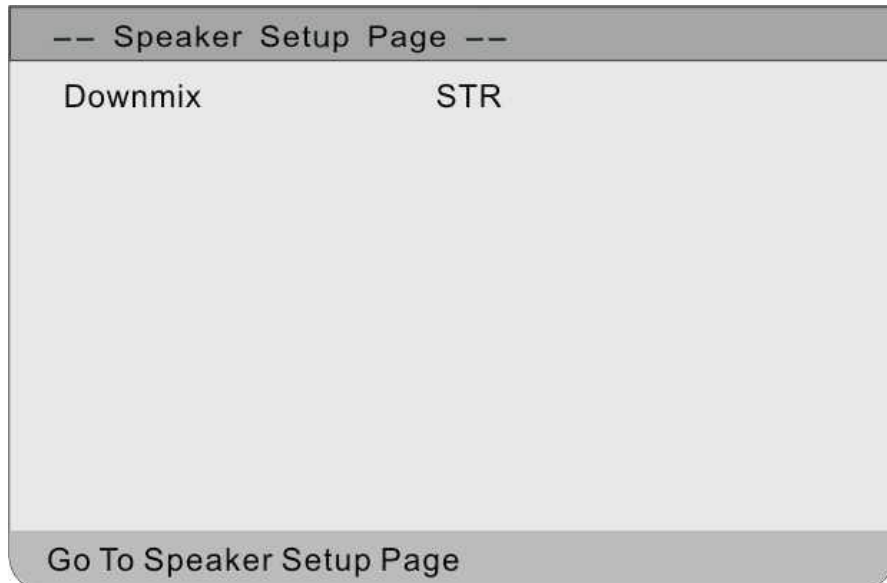 -- Speaker Setup Page --
Downmix STR
Go To Speaker Setup Page